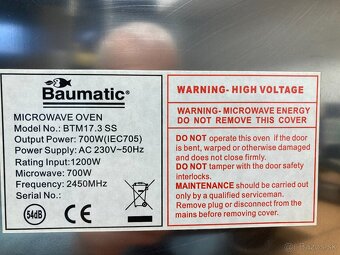 Baumatic®
MICROWAVE OVEN
Model No.: BTM17.3 SS
Output Power: 700W(IEC705)
Power Supply: AC 230V~50Hz
Rating Input: 1200W
Microwave: 700W
Frequency: 2450MHz
Serial No.:
54dB
WARNING- HIGH VOLTAGE
WARNING- MICROWAVE ENERGY
DO NOT REMOVE THIS COVER
DO NOT operate this oven if the door
is bent, warped or otherwise damaged
and does not close firmly.
DO NOT tamper with the door safety
interlocks.
MAINTENANCE should be carried out
only by a qualified serviceman.
Remove plug or disconnect from the
mains before removing cover.